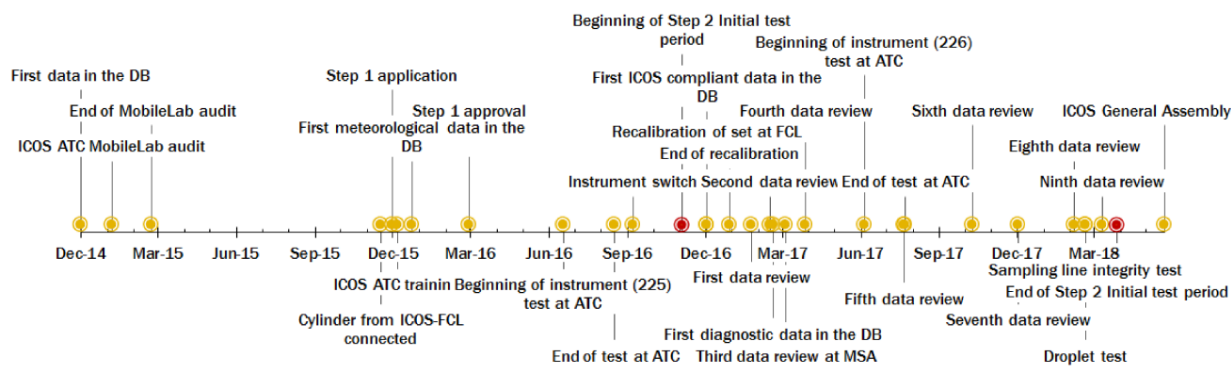 Beginning of Step 2 Initial test
period
Beginning of instrument (226)
test at ATC
First data in the DB
Step 1 application
First ICOS compliant data in the
DB
End of MobileLab audit
Step 1 approval
Fourth data review
Sixth data review
ICOS General Assembly
First meteorological data in the
DB
Recalibration of set at FCL
ICOS ATC MobileLab audit
End of recalibration
Eighth data review
Instrument switch
Second data review
End of test at ATC
Ninth data review
Dec-14
Mar-15
Jun-15
Sep-15
Dec-15
Mar-16
Jun-16
Sep-16
Dec-16
Mar-17
Jun-17
Sep-17
Dec-17
Mar-18
ICOS ATC trainin
Beginning of instrument (225)
test at ATC
First data review
Sampling line integrity test
Fifth data review
End of Step 2 Initial test period
Cylinder from ICOS-FCL
connected
First diagnostic data in the DB
Seventh data review
End of test at ATC
Third data review at MSA
Droplet test